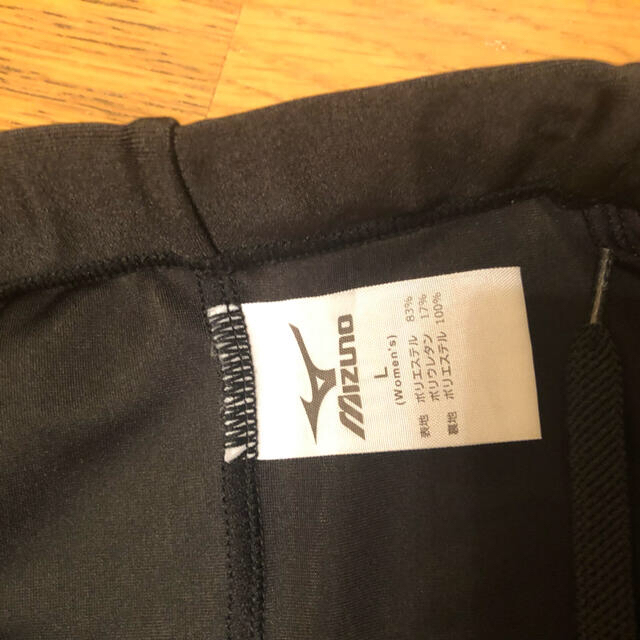 MIZUNO
L
(Women's)
表地 ポリエステル 83%
ポリウレタン 17%
裏地 ポリエステル 100%